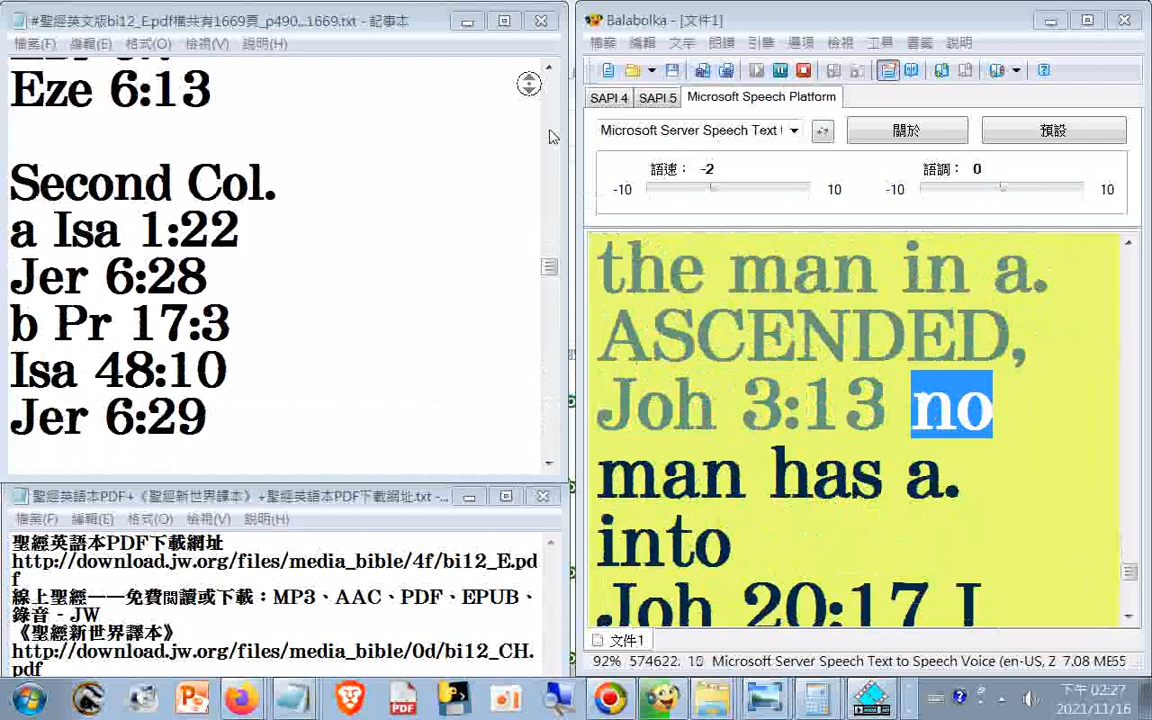 #聖經英文版bi12_E.pdf檔共有1669頁_p490,..1669.txt - 記事本
檔案(F) 編輯(E) 格式(O) 檢視(V) 說明(H)
Eze 6:13
Second Col.
a Isa 1:22
Jer 6:28
b Pr 17:3
Isa 48:10
Jer 6:29
聖經英語本PDF+《聖經新世界譯本》+聖經英語本PDF下載網址.txt -...
檔案(F) 編輯(E) 格式(O) 檢視(V) 說明(H)
聖經英語本PDF下載網址
http://download.jw.org/files/media_bible/4f/bi12_E.pd
f
線上聖經——免費閱讀或下載：MP3、AAC、PDF、EPUB、
錄音 - JW
《聖經新世界譯本》
http://download.jw.org/files/media_bible/0d/bi12_CH.
pdf
Balabolka - [文件1]
檔案 編輯 文字 朗讀 引擎 選項 檢視 工具 書籤 說明
SAPI 4 SAPI 5 Microsoft Speech Platform
Microsoft Server Speech Text 關於 預設
語速： -2 語調： 0
-10 10 -10 10
the man in a.
ASCENDED,
Joh 3:13 no
man has a.
into
Joh 20:17 I
文件1
92% 574622: 10 Microsoft Server Speech Text to Speech Voice (en-US, Z 7.08 MB
下午 02:27
2021/11/16